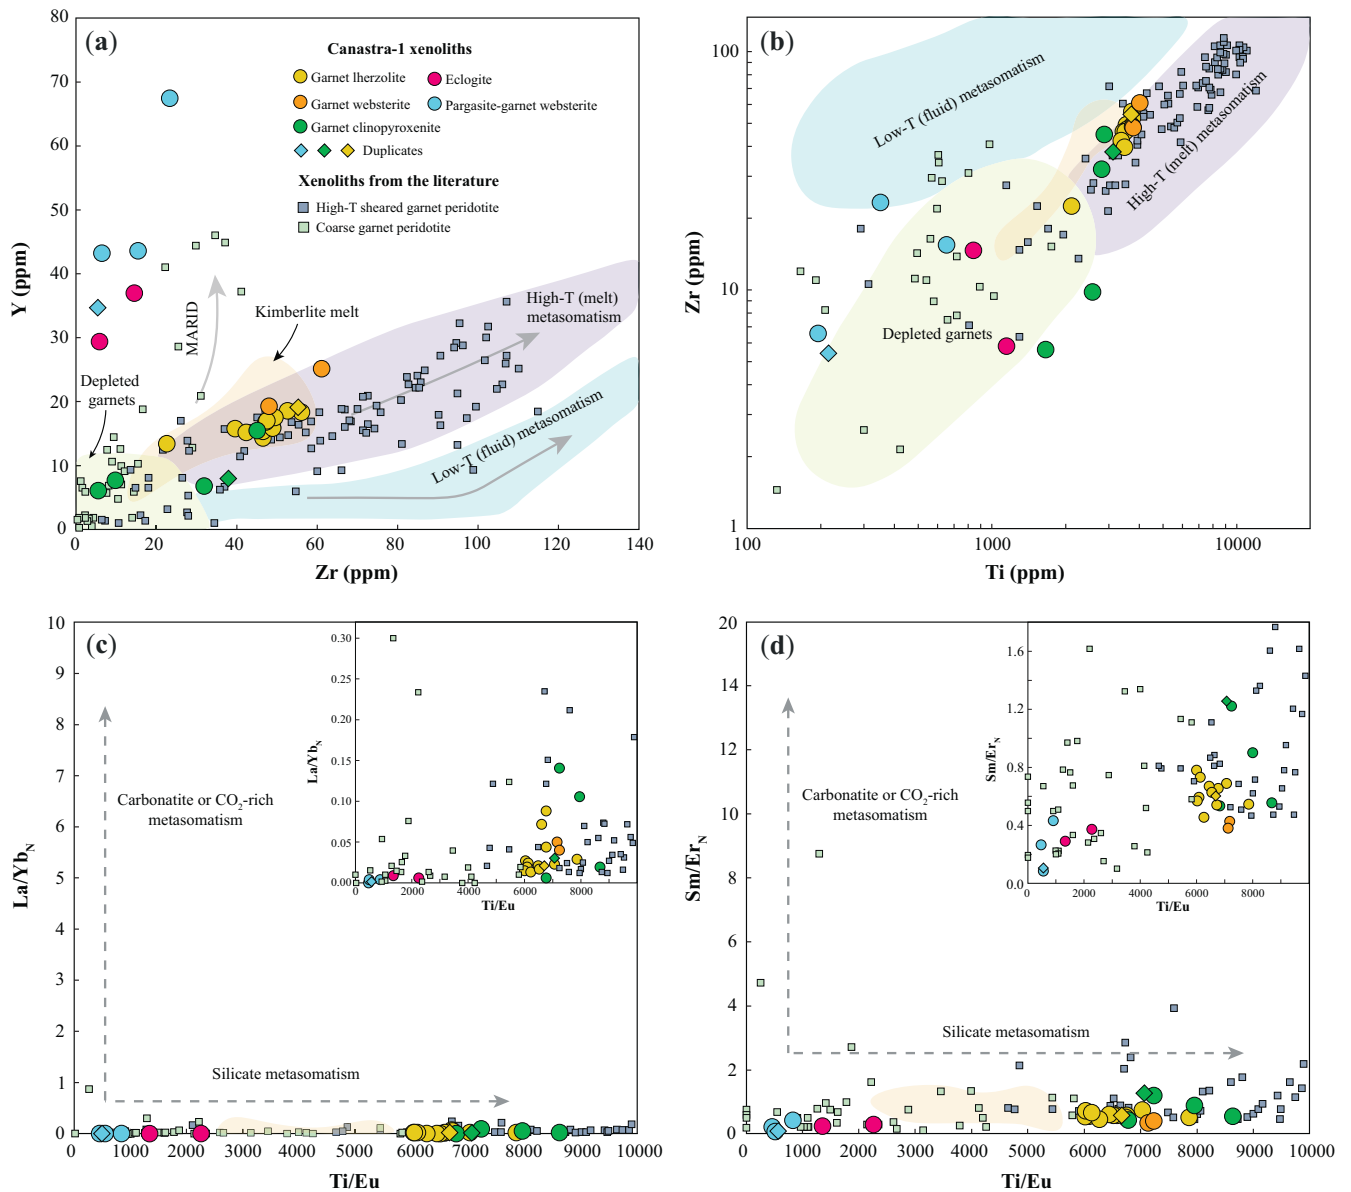 (a)
Canastra-1 xenoliths
Garnet lherzolite
Eclogite
Garnet websterite
Pargasite-garnet websterite
Garnet clinopyroxenite
Duplicates
Xenoliths from the literature
High-T sheared garnet peridotite
Coarse garnet peridotite
MARID
Kimberlite melt
High-T (melt)
metasomatism
Depleted
garnets
Low-T (fluid) metasomatism
Y (ppm)
80
70
60
50
40
30
20
10
0
0 20 40 60 80 100 120 140
Zr (ppm)
(b)
Low-T (fluid) metasomatism
High-T (melt) metasomatism
Depleted garnets
Zr (ppm)
100
10
1
100 1000 10000
Ti (ppm)
(c)
Carbonatite or CO2-rich
metasomatism
Silicate metasomatism
La/YbN
10
9
8
7
6
5
4
3
2
1
0
0 1000 2000 3000 4000 5000 6000 7000 8000 9000 10000
Ti/Eu
La/YbN
0.30
0.25
0.20
0.15
0.10
0.05
0.00
0 2000 4000 6000 8000
Ti/Eu
(d)
Carbonatite or CO2-rich
metasomatism
Silicate metasomatism
Sm/ErN
20
14
12
10
8
6
4
2
0
0 1000 2000 3000 4000 5000 6000 7000 8000 9000 10000
Ti/Eu
Sm/ErN
1.6
1.2
0.8
0.4
0.0
0 2000 4000 6000 8000
Ti/Eu